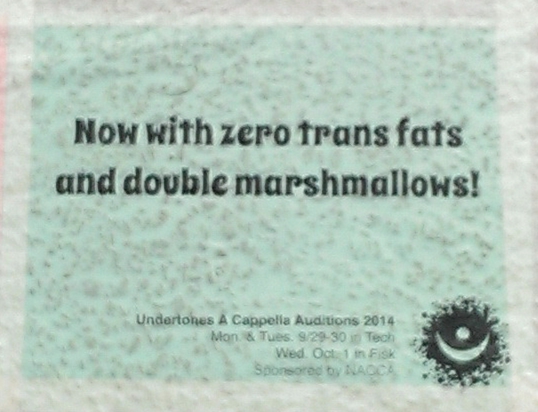 Now with zero trans fats
and double marshmallows!
Undertones A Cappella Auditions 2014
Mon. & Tues. 9/29-30 in Tech
Wed. Oct. 1 in Fisk
Sponsored by NACCA